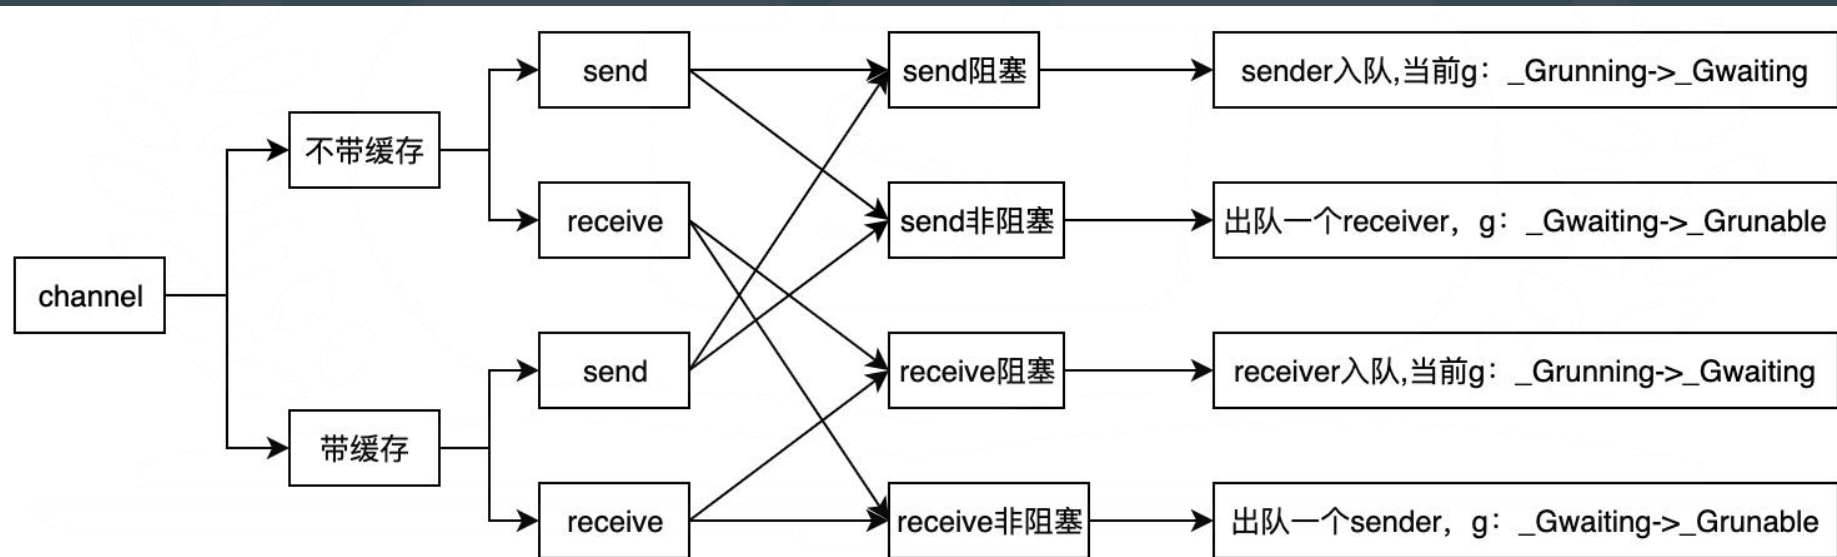 send
send阻塞
sender入队,当前g：_Grunning->_Gwaiting
不带缓存
receive
send非阻塞
出队一个receiver，g：_Gwaiting->_Grunable
channel
send
receive阻塞
receiver入队,当前g：_Grunning->_Gwaiting
带缓存
receive
receive非阻塞
出队一个sender，g：_Gwaiting->_Grunable